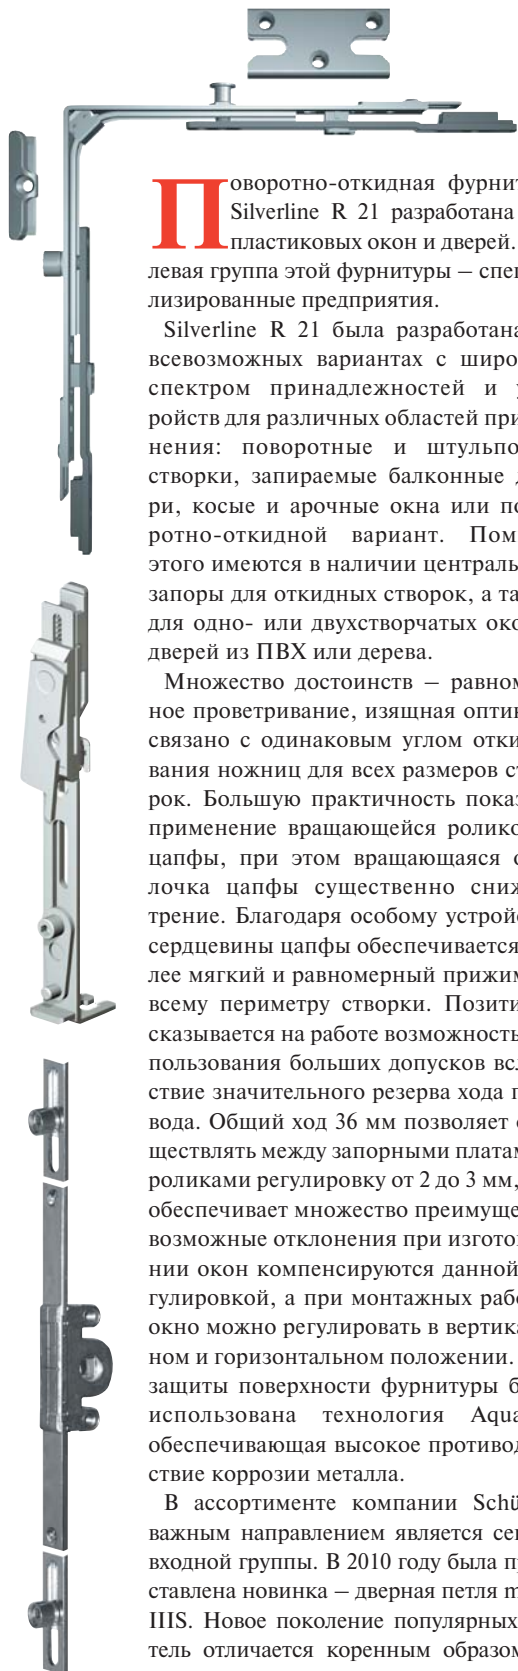 Поворотно-откидная фурнит
Silverline R 21 разработана
пластиковых окон и дверей.
левая группа этой фурнитуры – спец
лизированные предприятия.
Silverline R 21 была разработана
всевозможных вариантах с широ
спектром принадлежностей и у
ройств для различных областей при
нения: поворотные и штульпо
створки, запираемые балконные д
ри, косые и арочные окна или по
ротно-откидной вариант. Пом
этого имеются в наличии централь
запоры для откидных створок, а та
для одно- или двухстворчатых око
дверей из ПВХ или дерева.
Множество достоинств – равном
ное проветривание, изящная оптик
связано с одинаковым углом отки
вания ножниц для всех размеров ст
рок. Большую практичность показ
применение вращающейся ролико
цапфы, при этом вращающаяся о
лочка цапфы существенно сниж
трение. Благодаря особому устрой
сердцевины цапфы обеспечивается
лее мягкий и равномерный прижим
всему периметру створки. Позити
сказывается на работе возможность
пользования больших допусков всл
ствие значительного резерва хода п
вода. Общий ход 36 мм позволяет о
ществлять между запорными платам
роликами регулировку от 2 до 3 мм,
обеспечивает множество преимуще
возможные отклонения при изготов
нии окон компенсируются данной
гулировкой, а при монтажных рабо
окно можно регулировать в вертика
ном и горизонтальном положении.
защиты поверхности фурнитуры б
использована технология Aqua
обеспечивающая высокое противод
ствие коррозии металла.
В ассортименте компании Schü
важным направлением является сег
входной группы. В 2010 году была пр
ставлена новинка – дверная петля m
IIIS. Новое поколение популярных
тель отличается коренным образом